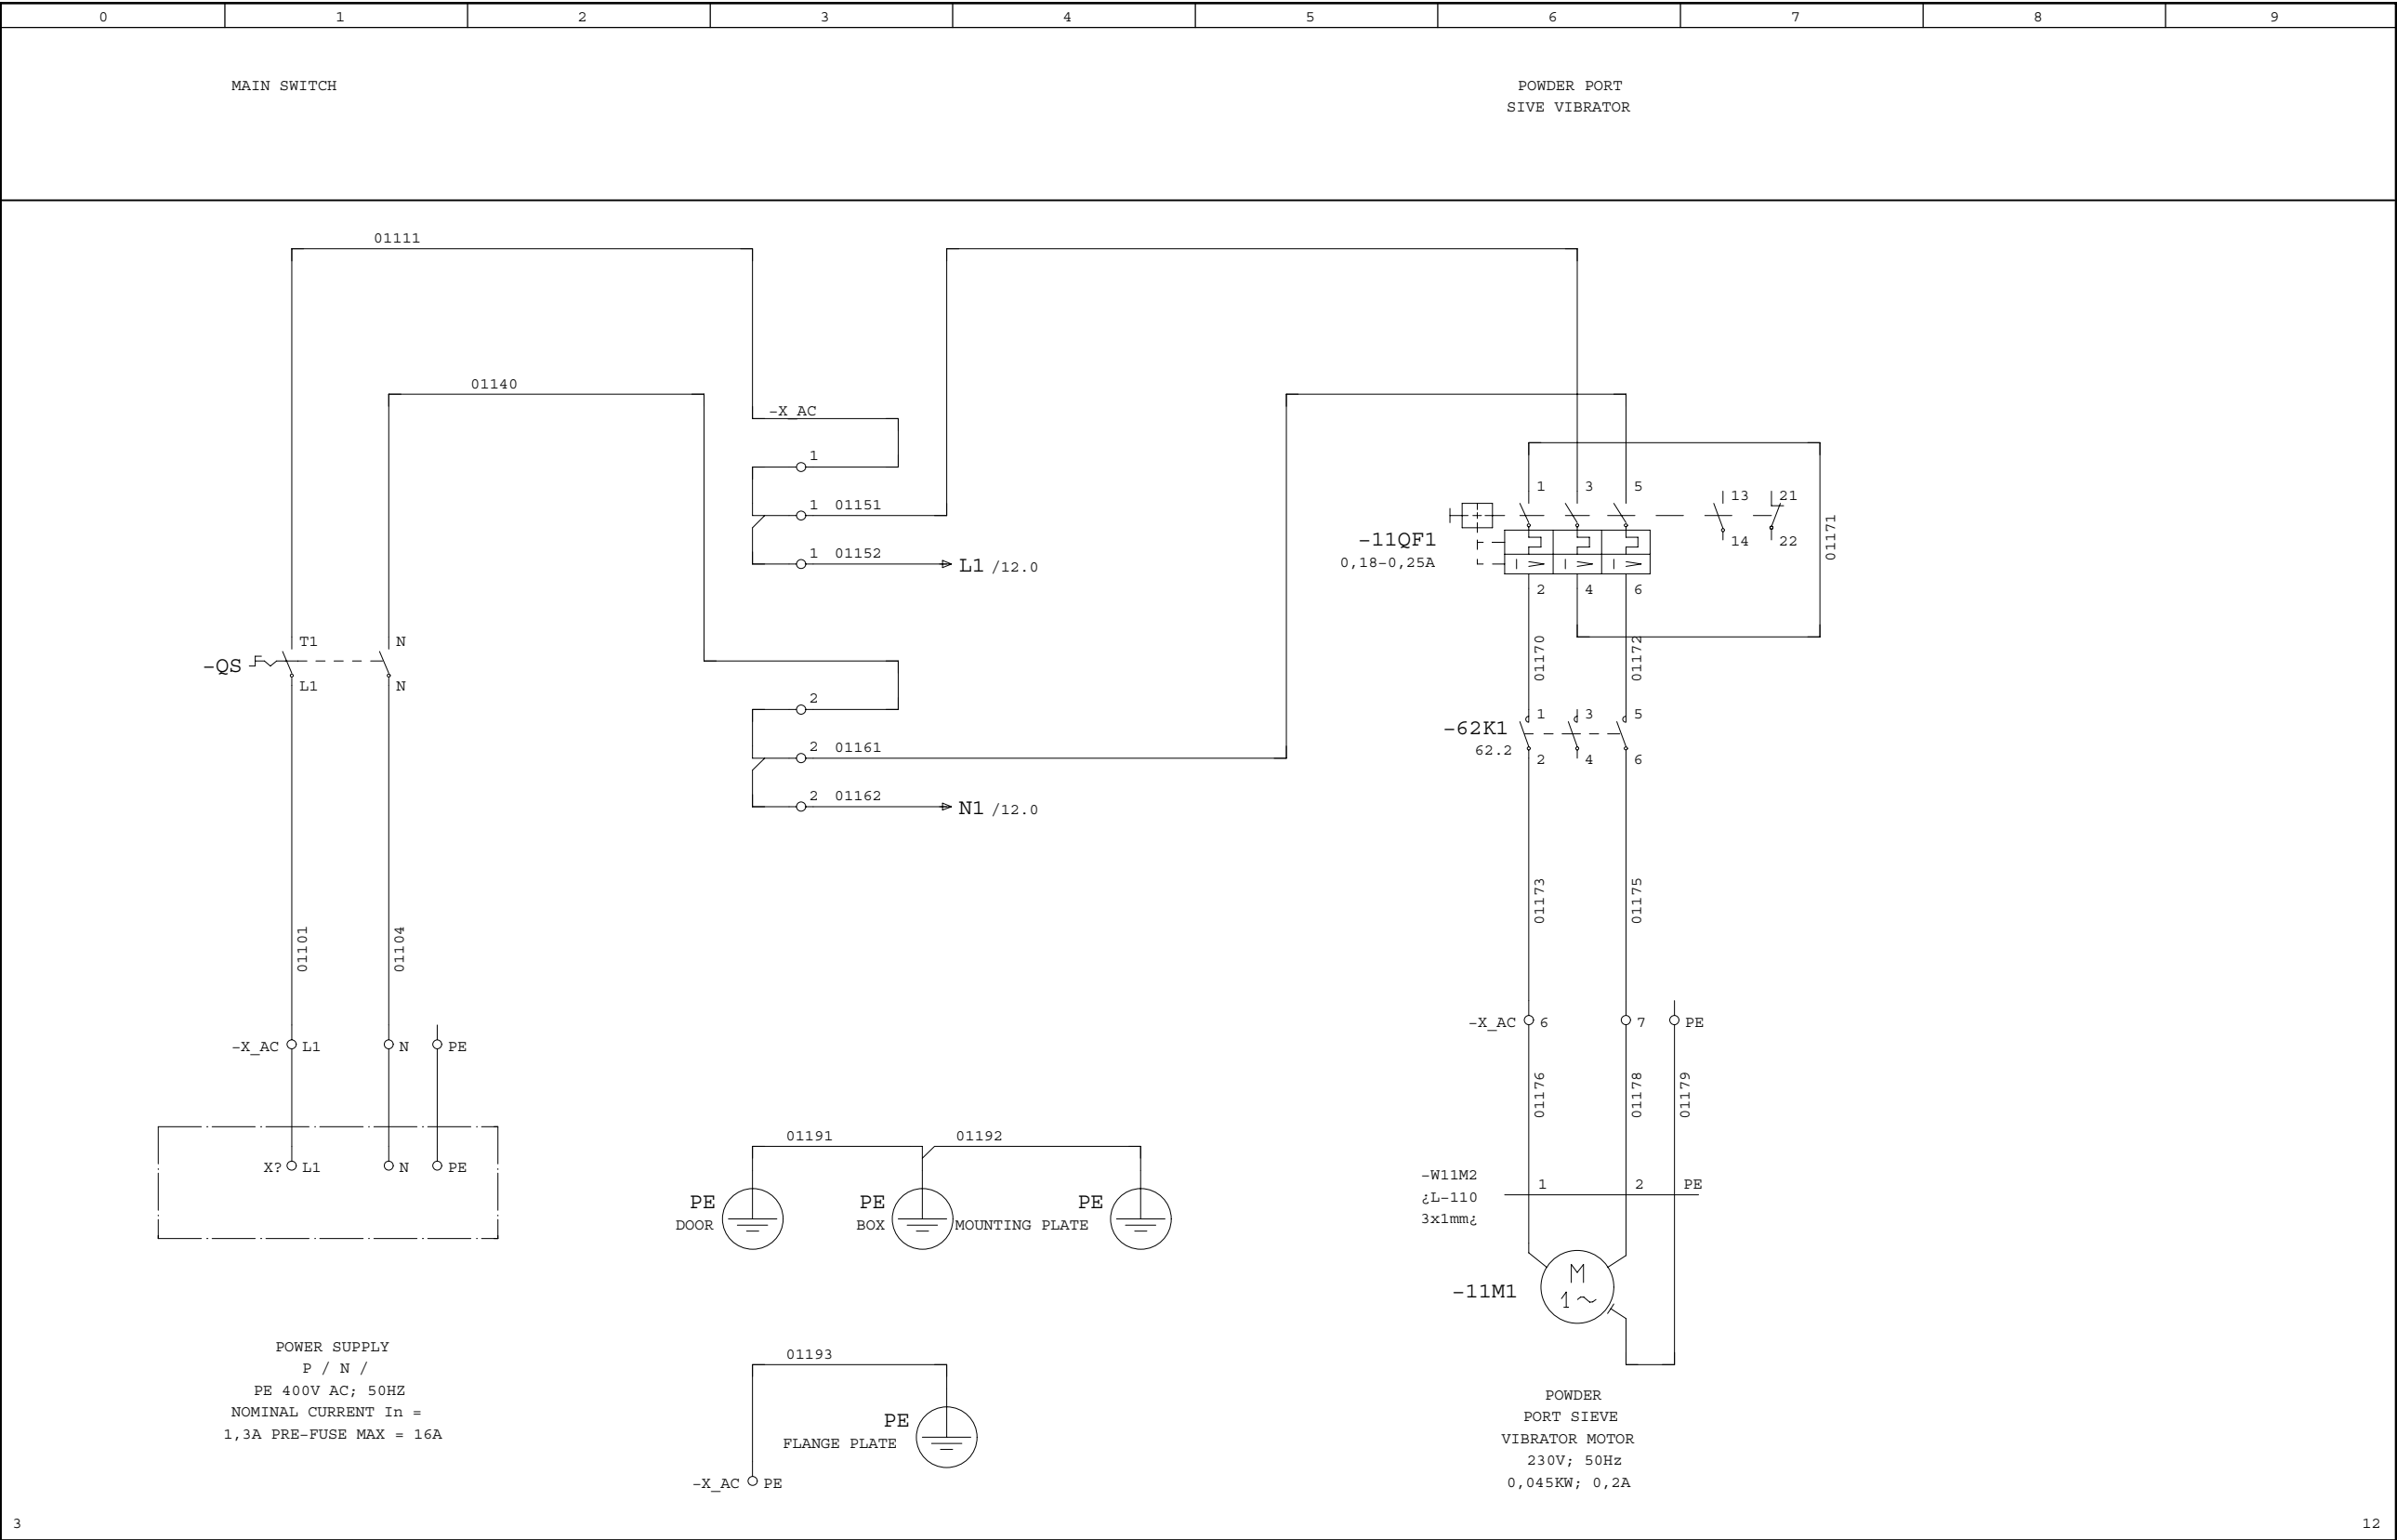 0 1 2 3 4 5 6 7 8 9
MAIN SWITCH
POWDER PORT
SIVE VIBRATOR
01111
01140
-X_AC
1
1 01151
1 01152
L1 /12.0
2
2 01161
2 01162
N1 /12.0
-QS
T1 N
L1 N
01101
01104
-X_AC L1 N PE
X? L1 N PE
POWER SUPPLY
P / N /
PE 400V AC; 50HZ
NOMINAL CURRENT In =
1,3A PRE-FUSE MAX = 16A
01191
01192
PE
DOOR
PE
BOX
PE
MOUNTING PLATE
01193
PE
FLANGE PLATE
-X_AC PE
1 3 5
13 21
-11QF1
0,18-0,25A
14 22
2 4 6
01171
01170
01172
-62K1
62.2
1 3 5
2 4 6
01173
01175
-X_AC 6 7 PE
01176
01178
01179
-W11M2
¿L-110
3x1mm¿
1 2 PE
-11M1
M
1~
POWDER
PORT SIEVE
VIBRATOR MOTOR
230V; 50Hz
0,045KW; 0,2A
3
12